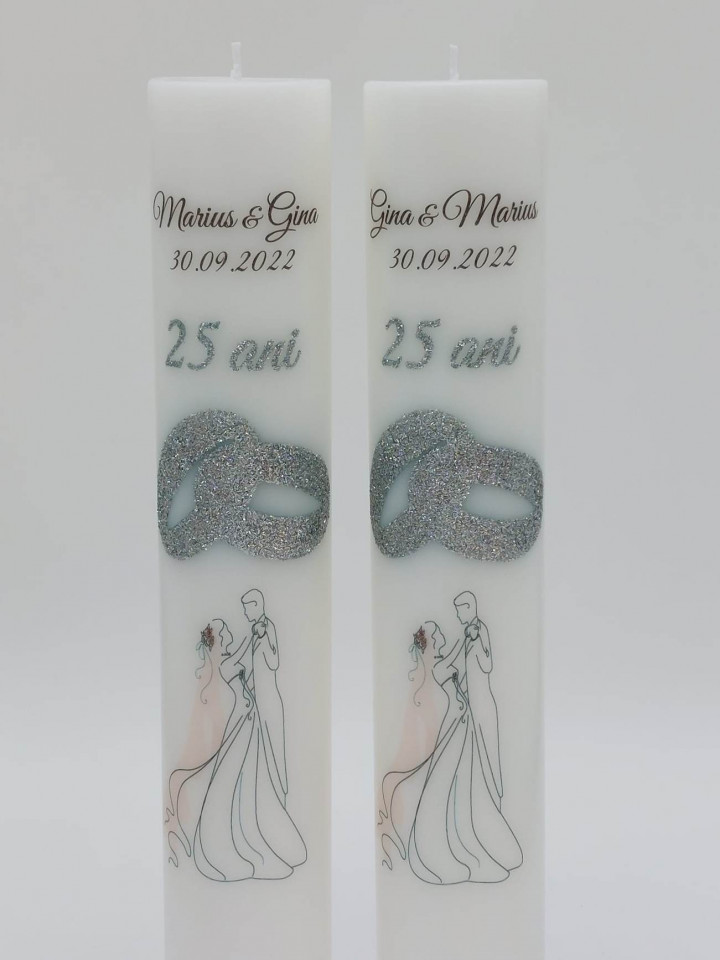 Marius & Gina
30.09.2022
25 ani
Gina & Marius
30.09.2022
25 ani